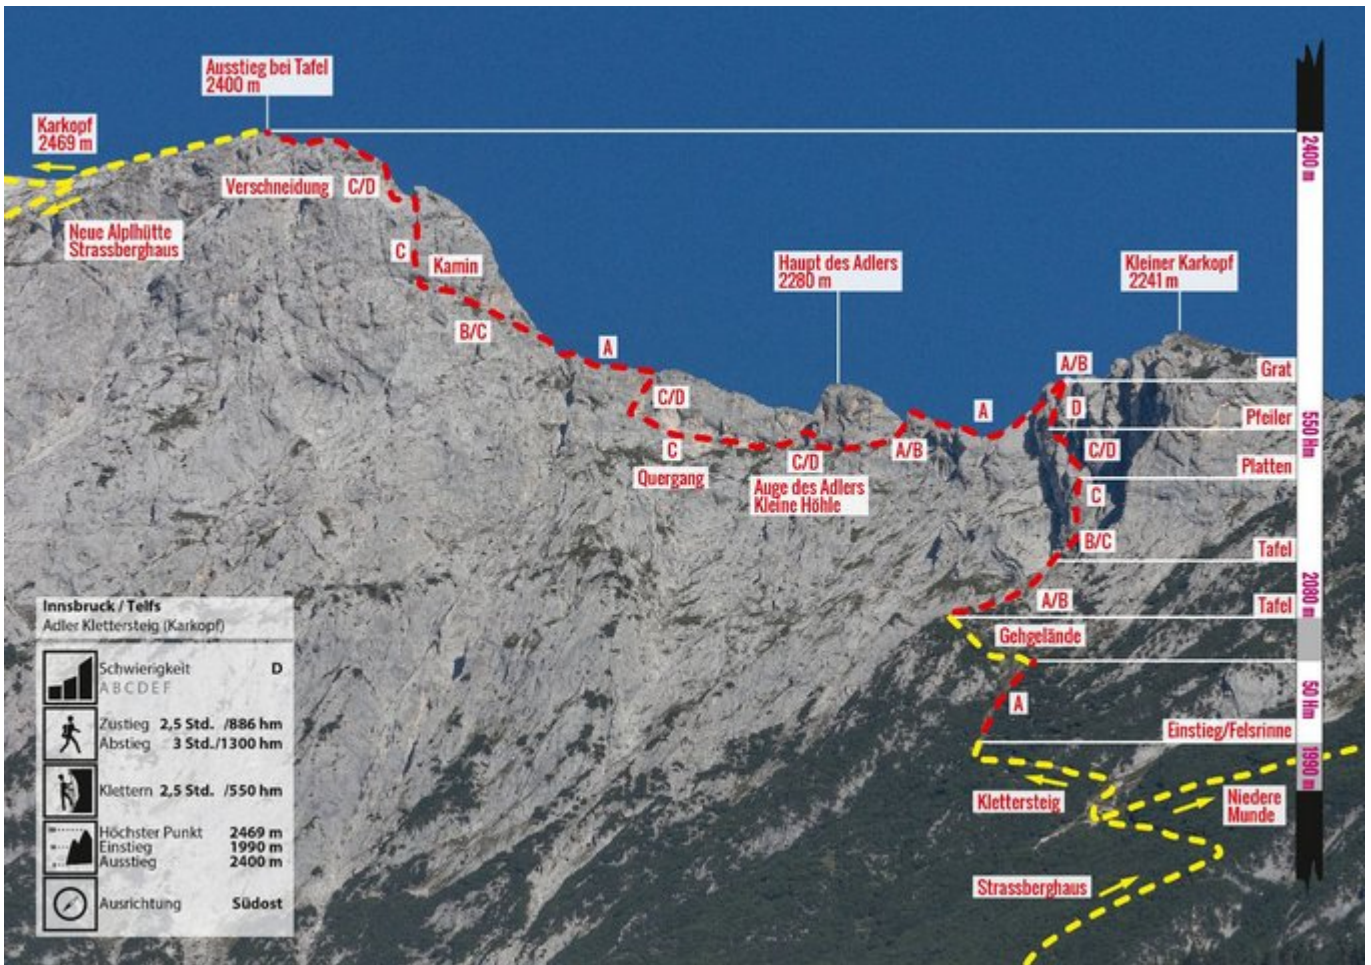 Ausstieg bei Tafel
2400 m
Karkopf
2469 m
Verschneidung
C/D
Neue Alplhütte
Strassberghaus
C
Kamin
B/C
A
C/D
C
Quergang
C/D
Auge des Adlers
Kleine Höhle
A/B
Haupt des Adlers
2280 m
A
Kleiner Karkopf
2241 m
A/B
Grat
D
Pfeiler
C/D
Platten
C
B/C
Tafel
A/B
Tafel
Gehgelände
A
Einstieg/Felsrinne
Klettersteig
Niedere
Munde
Strassberghaus
2400 m
550 Hm
2080 m
50 Hm
1990 m
Innsbruck / Telfs
Adler Klettersteig (Karkopf)
Schwierigkeit D
A B C D E F
Zustieg 2,5 Std. /886 hm
Abstieg 3 Std./1300 hm
Klettern 2,5 Std. /550 hm
Höchster Punkt 2469 m
Einstieg 1990 m
Ausstieg 2400 m
Ausrichtung Südost